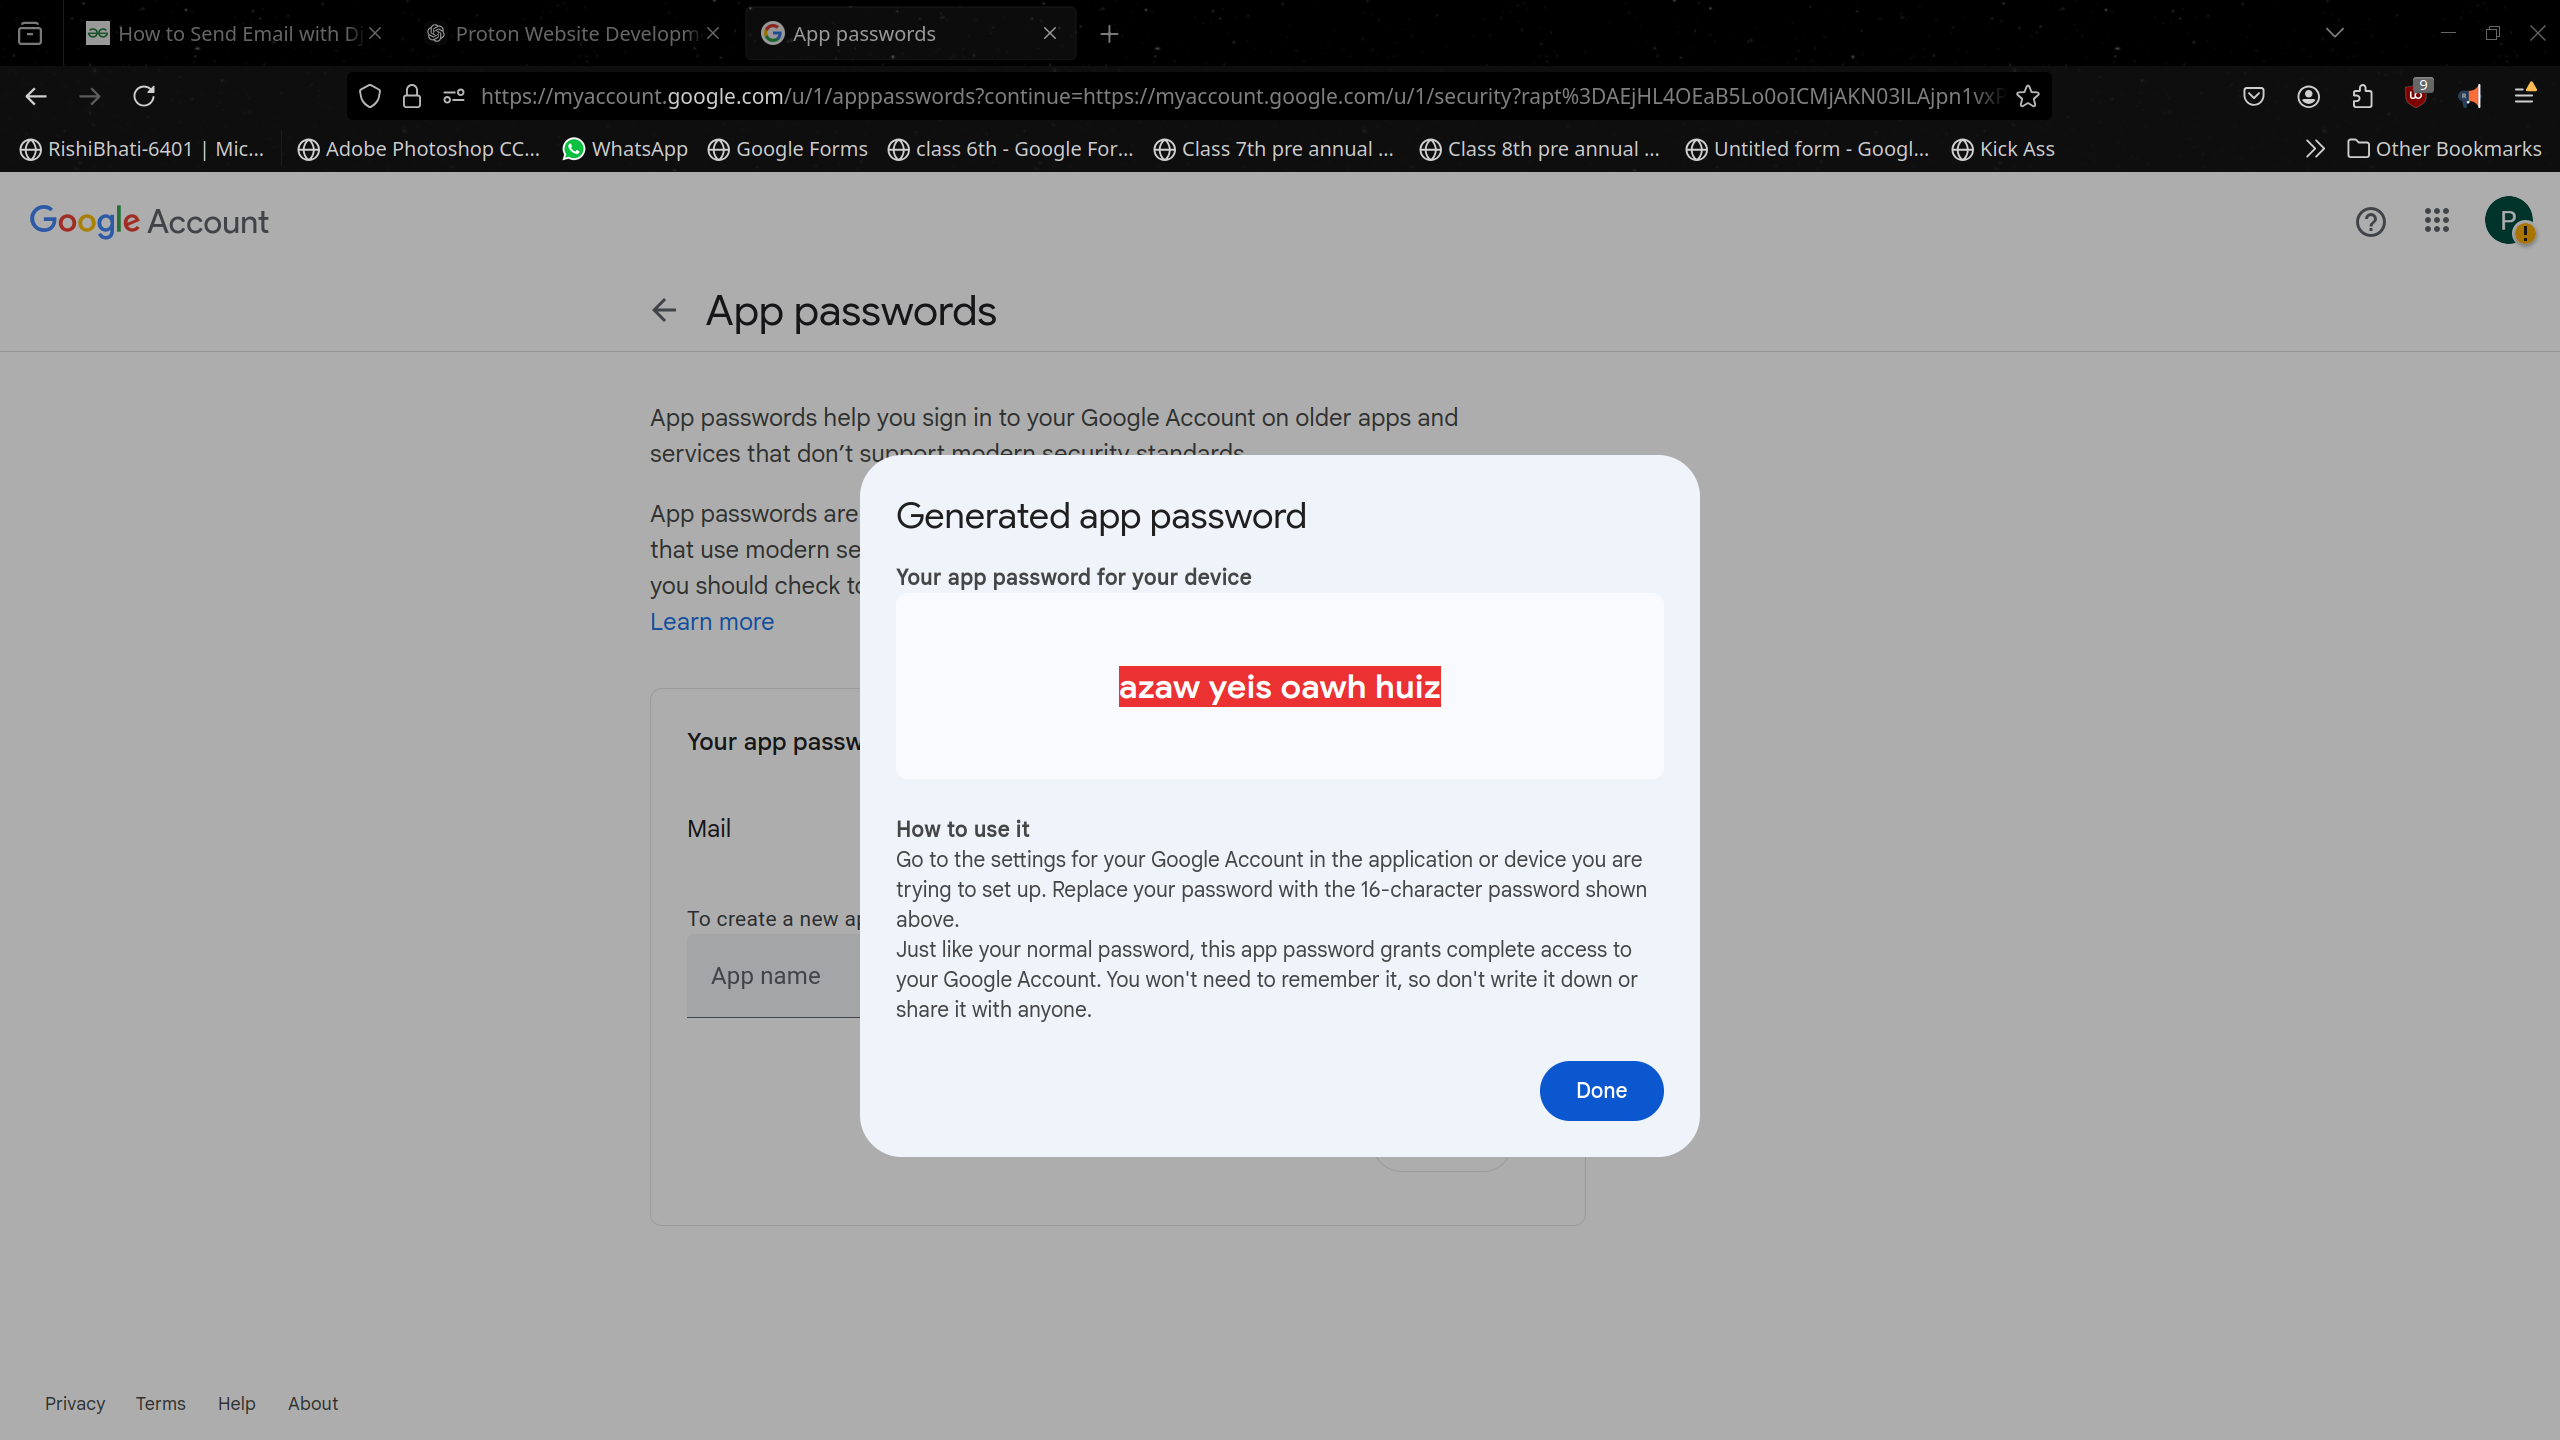 How to Send Email with Dj
Proton Website Developm
App passwords
https://myaccount.google.com/u/1/apppasswords?continue=https://myaccount.google.com/u/1/security?rapt%3DAEjHL4OEaB5Lo0oICMjAKN03lLAjpn1vxP
9
RishiBhati-6401 | Mic...
Adobe Photoshop CC...
WhatsApp
Google Forms
class 6th - Google For...
Class 7th pre annual ...
Class 8th pre annual ...
Untitled form - Googl...
Kick Ass
Other Bookmarks
Google Account
P
App passwords
App passwords help you sign in to your Google Account on older apps and
services that don’t support modern security standards.
App passwords are
that use modern se
you should check to
Learn more
Your app passw
Mail
To create a new ap
App name
Generated app password
Your app password for your device
azaw yeis oawh huiz
How to use it
Go to the settings for your Google Account in the application or device you are
trying to set up. Replace your password with the 16-character password shown
above.
Just like your normal password, this app password grants complete access to
your Google Account. You won't need to remember it, so don't write it down or
share it with anyone.
Done
Privacy
Terms
Help
About